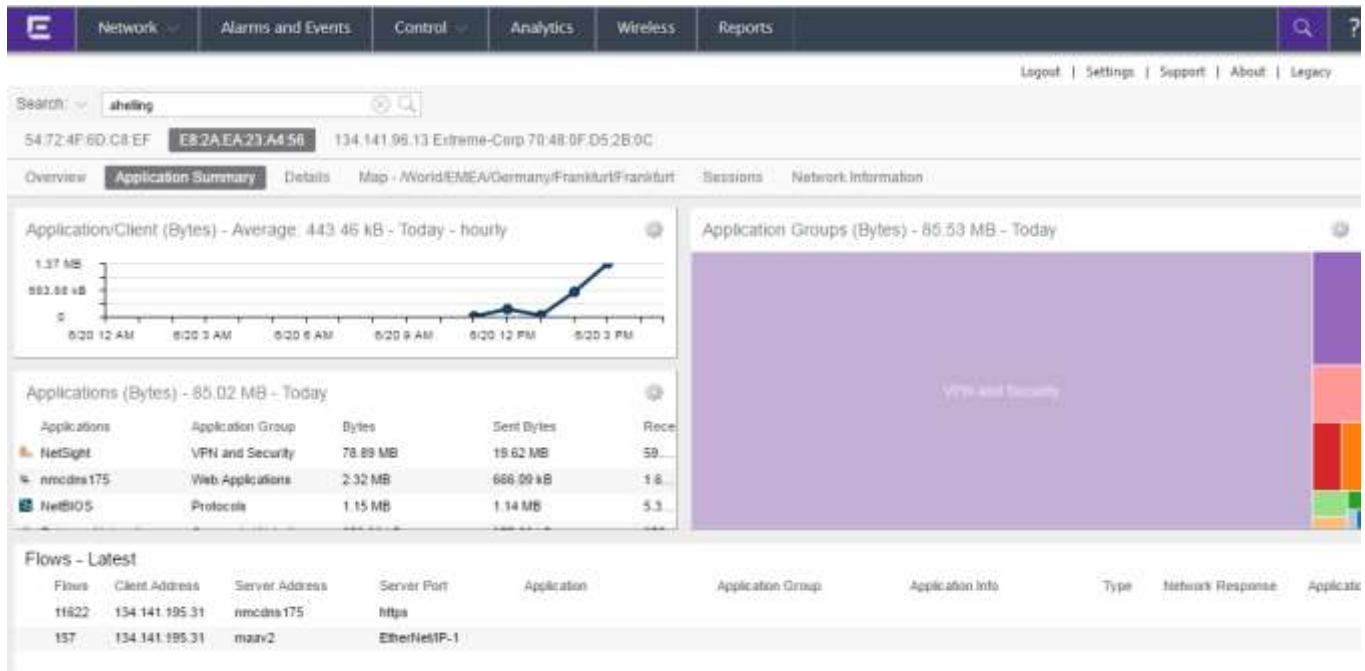 E Network Alarms and Events Control Analytics Wireless Reports ?
Logout | Settings | Support | About | Legacy
Search: aheling
54:72:4F:6D:C8:EF E8:2A:EA:23:A4:56 134.141.96.13:Extreme-Corp 70:48:0F:D5:2B:0C
Overview Application Summary Details Map - /World/EMEA/Germany/Frankfurt/Frankfurt Sessions Network Information
Application/Client (Bytes) - Average: 443.46 kB - Today - hourly
Application Groups (Bytes) - 85.53 MB - Today
1.37 MB
0
6/20 12 AM 6/20 3 AM 6/20 6 AM 6/20 9 AM 6/20 12 PM 6/20 3 PM
VPN and Security
Applications (Bytes) - 85.02 MB - Today
Applications Application Group Bytes Sent Bytes Rece
NetSight VPN and Security 78.89 MB 19.62 MB 59....
nmcdns175 Web Applications 2.32 MB 666.09 kB 1.6...
NetBIOS Protocols 1.15 MB 1.14 MB 5.3...
Flows - Latest
Flows Client Address Server Address Server Port Application Application Group Application Info Type Network Response Applicatio
11622 134.141.195.31 nmcdns175 https
157 134.141.195.31 maav2 EtherNet/IP-1